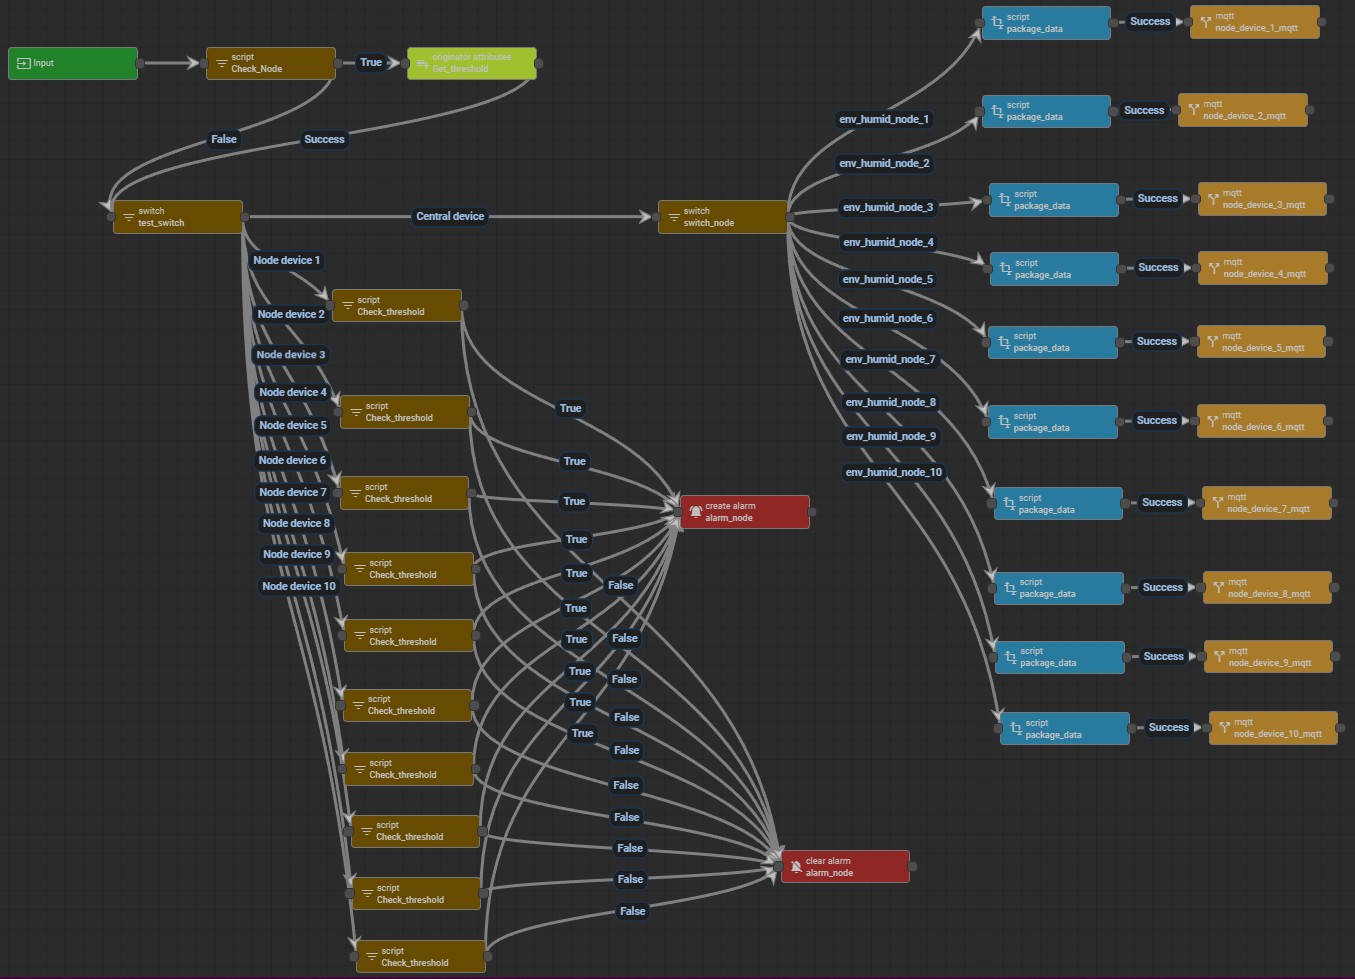 Input
script
Check_Node
True
originator attributes
Get_threshold
False
Success
switch
test_switch
Central device
switch
switch_node
Node device 1
Node device 2
Node device 3
Node device 4
Node device 5
Node device 6
Node device 7
Node device 8
Node device 9
Node device 10
script
Check_threshold
script
Check_threshold
script
Check_threshold
script
Check_threshold
script
Check_threshold
script
Check_threshold
script
Check_threshold
script
Check_threshold
script
Check_threshold
script
Check_threshold
True
True
True
True
True
True
True
True
True
True
False
False
False
False
False
False
False
False
False
False
create alarm
alarm_node
clear alarm
alarm_node
env_humid_node_1
env_humid_node_2
env_humid_node_3
env_humid_node_4
env_humid_node_5
env_humid_node_6
env_humid_node_7
env_humid_node_8
env_humid_node_9
env_humid_node_10
script
package_data
Success
mqtt
node_device_1_mqtt
script
package_data
Success
mqtt
node_device_2_mqtt
script
package_data
Success
mqtt
node_device_3_mqtt
script
package_data
Success
mqtt
node_device_4_mqtt
script
package_data
Success
mqtt
node_device_5_mqtt
script
package_data
Success
mqtt
node_device_6_mqtt
script
package_data
Success
mqtt
node_device_7_mqtt
script
package_data
Success
mqtt
node_device_8_mqtt
script
package_data
Success
mqtt
node_device_9_mqtt
script
package_data
Success
mqtt
node_device_10_mqtt